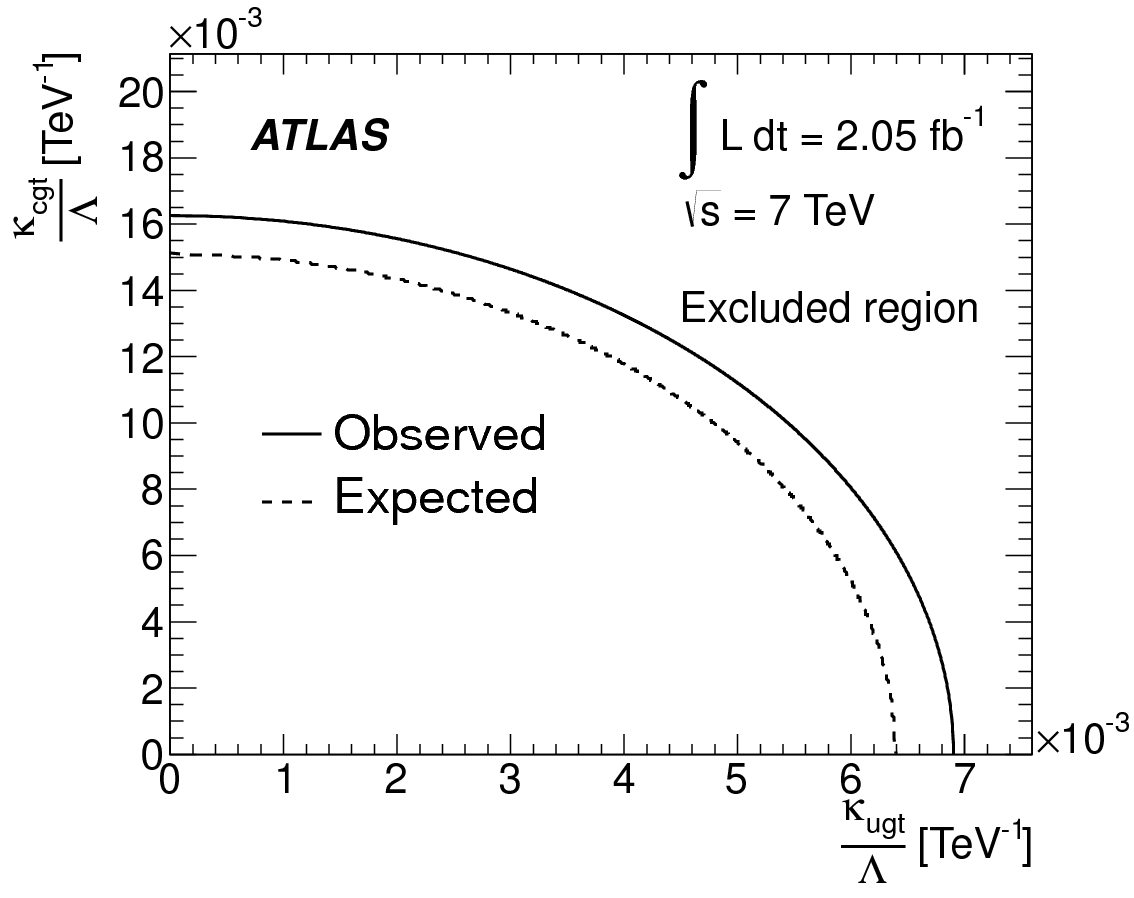 ×10⁻³
κcgt/Λ [TeV⁻¹]
20
18
16
14
12
10
8
6
4
2
0
ATLAS
∫ L dt = 2.05 fb⁻¹
√s = 7 TeV
Excluded region
Observed
Expected
0 1 2 3 4 5 6 7
×10⁻³
κugt/Λ [TeV⁻¹]